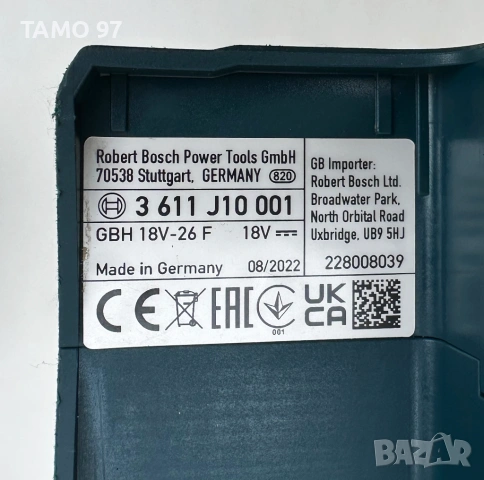 TAMO 97
Robert Bosch Power Tools GmbH
70538 Stuttgart, GERMANY 820
3 611 J10 001
GBH 18V-26 F 18V
Made in Germany 08/2022
GB Importer:
Robert Bosch Ltd.
Broadwater Park,
North Orbital Road
Uxbridge, UB9 5HJ
228008039
CE EAC 001 UK CA
BAZAR